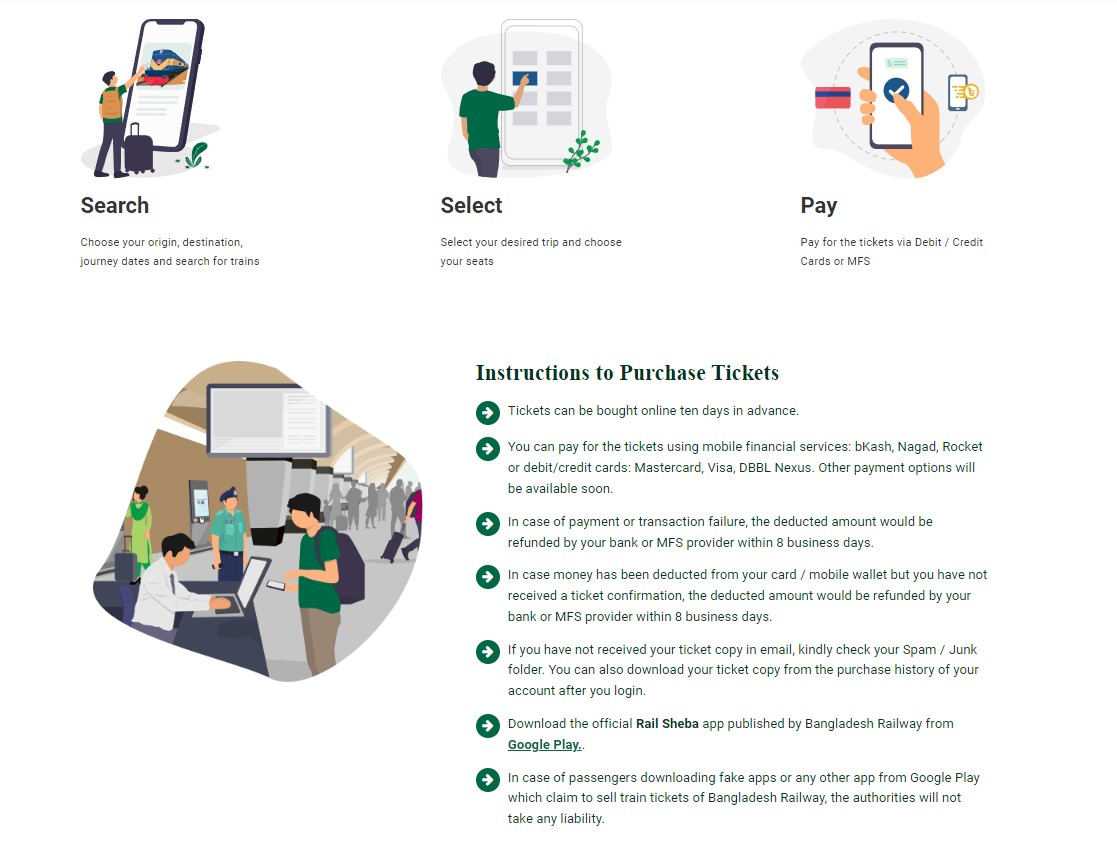 Search
Choose your origin, destination,
journey dates and search for trains
Select
Select your desired trip and choose
your seats
Pay
Pay for the tickets via Debit / Credit
Cards or MFS
Instructions to Purchase Tickets
Tickets can be bought online ten days in advance.
You can pay for the tickets using mobile financial services: bKash, Nagad, Rocket
or debit/credit cards: Mastercard, Visa, DBBL Nexus. Other payment options will
be available soon.
In case of payment or transaction failure, the deducted amount would be
refunded by your bank or MFS provider within 8 business days.
In case money has been deducted from your card / mobile wallet but you have not
received a ticket confirmation, the deducted amount would be refunded by your
bank or MFS provider within 8 business days.
If you have not received your ticket copy in email, kindly check your Spam / Junk
folder. You can also download your ticket copy from the purchase history of your
account after you login.
Download the official Rail Sheba app published by Bangladesh Railway from
Google Play..
In case of passengers downloading fake apps or any other app from Google Play
which claim to sell train tickets of Bangladesh Railway, the authorities will not
take any liability.